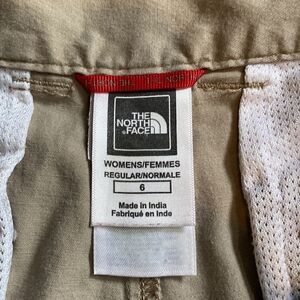 THE
NORTH
FACE
WOMENS/FEMMES
REGULAR/NORMALE
6
Made in India
Fabriqué en Inde